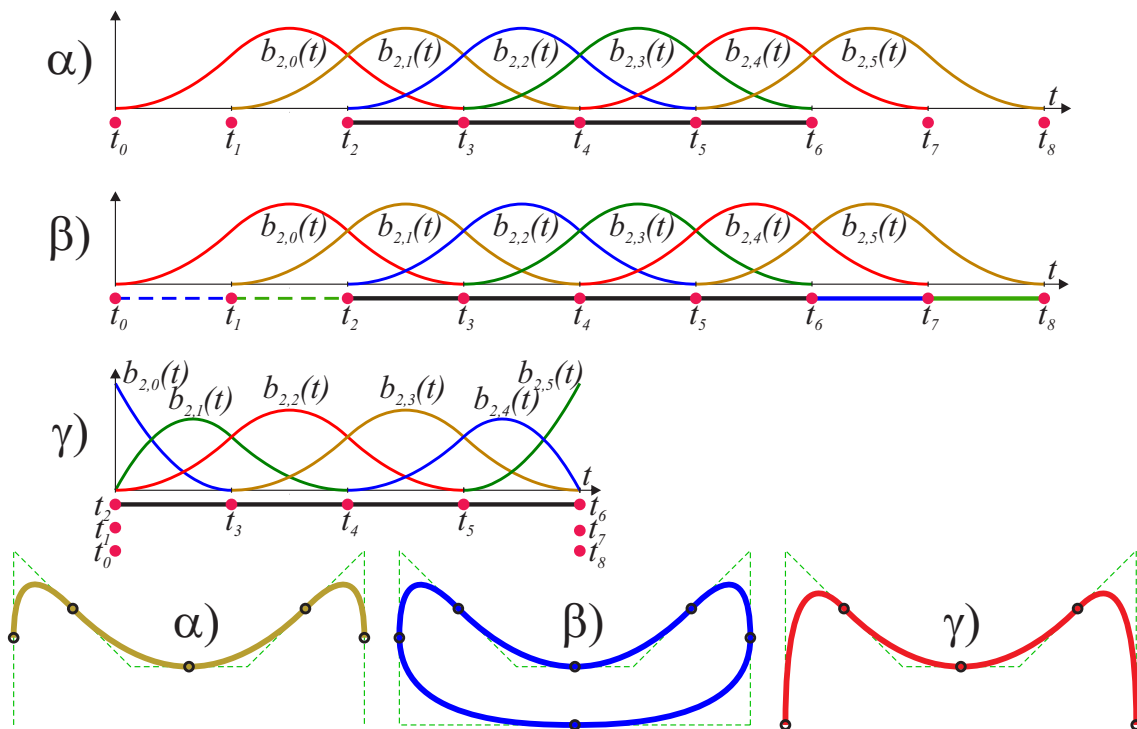 α)
b₂,₀(t) b₂,₁(t) b₂,₂(t) b₂,₃(t) b₂,₄(t) b₂,₅(t)
t
t₀ t₁ t₂ t₃ t₄ t₅ t₆ t₇ t₈
β)
b₂,₀(t) b₂,₁(t) b₂,₂(t) b₂,₃(t) b₂,₄(t) b₂,₅(t)
t
t₀ t₁ t₂ t₃ t₄ t₅ t₆ t₇ t₈
γ)
b₂,₀(t) b₂,₁(t) b₂,₂(t) b₂,₃(t) b₂,₄(t) b₂,₅(t)
t
t₂ t₃ t₄ t₅ t₆
t₁ t₇
t₀ t₈
α) β) γ)